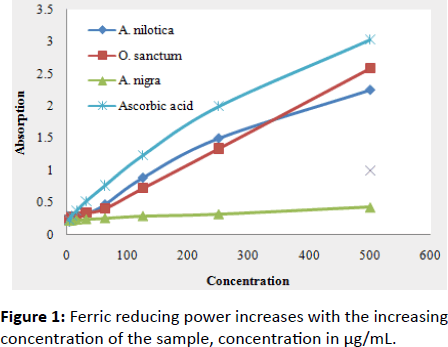 3.5
3
2.5
2
1.5
1
0.5
0
Absorption
A. nilotica
O. sanctum
A. nigra
Ascorbic acid
0 100 200 300 400 500 600
Concentration
Figure 1: Ferric reducing power increases with the increasing
concentration of the sample, concentration in µg/mL.